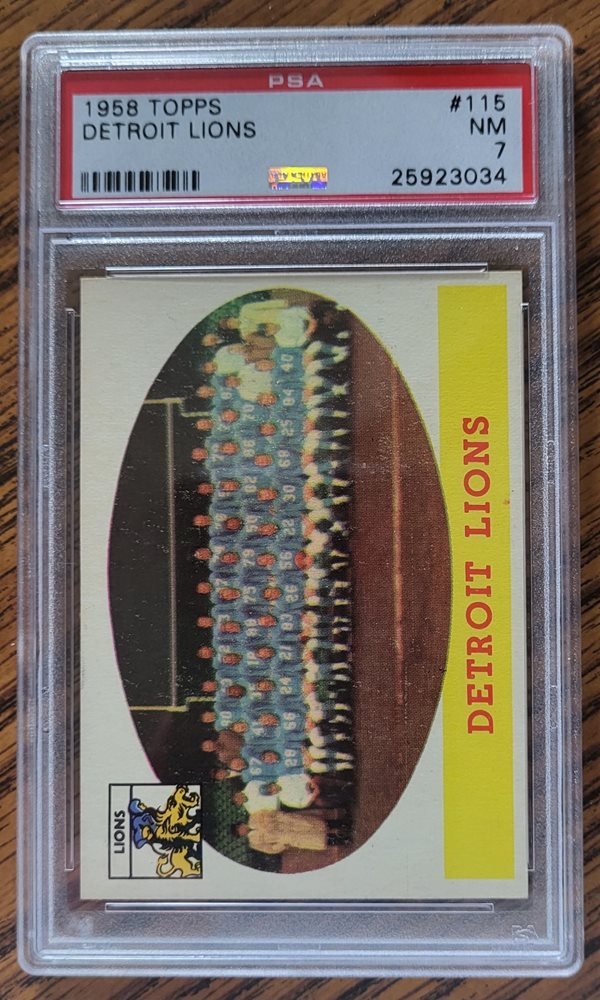 PSA
1958 TOPPS
#115
DETROIT LIONS
NM
7
25923034
LIONS
DETROIT LIONS